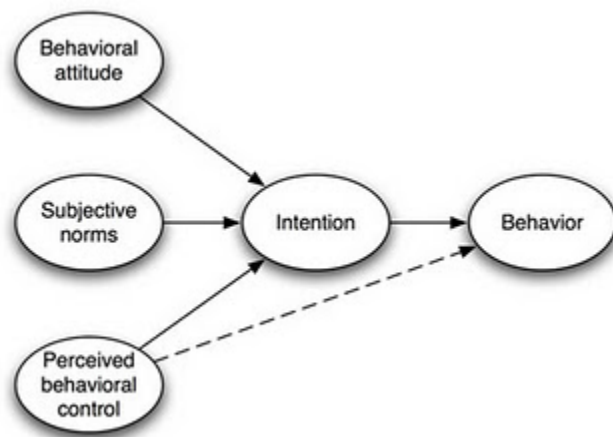 Behavioral
attitude
Subjective
norms
Intention
Behavior
Perceived
behavioral
control